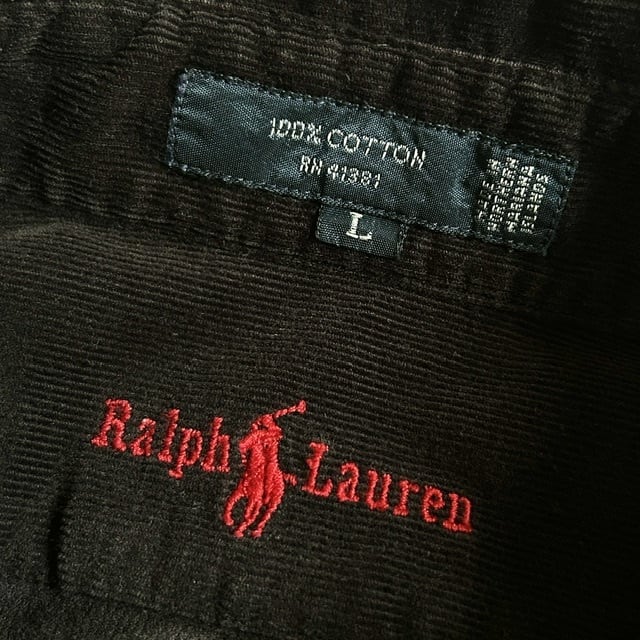 100% COTTON
RN 41381
L
Ralph Lauren